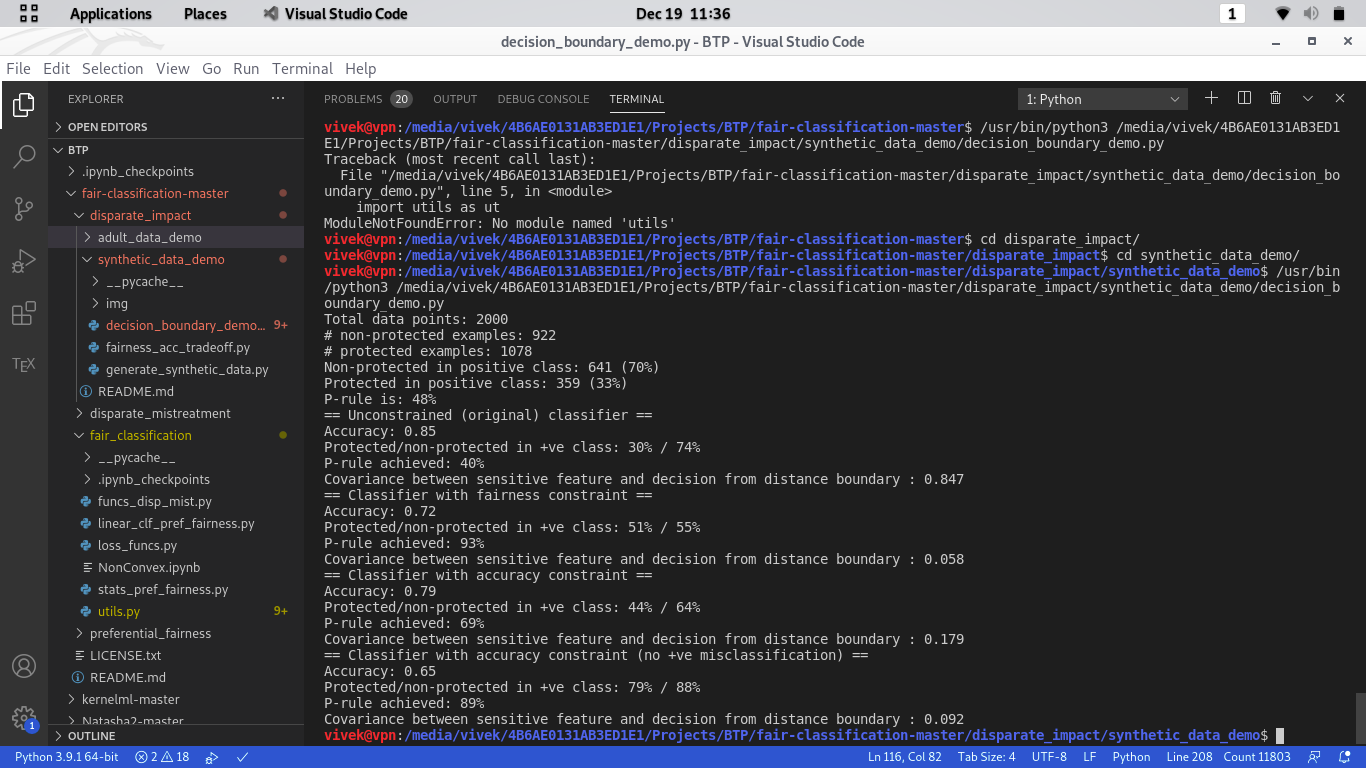 Applications Places Visual Studio Code Dec 19 11:36 1
decision_boundary_demo.py - BTP - Visual Studio Code
File Edit Selection View Go Run Terminal Help
EXPLORER
OPEN EDITORS
BTP
.ipynb_checkpoints
fair-classification-master
disparate_impact
adult_data_demo
synthetic_data_demo
__pycache__
img
decision_boundary_demo... 9+
fairness_acc_tradeoff.py
generate_synthetic_data.py
README.md
disparate_mistreatment
fair_classification
__pycache__
.ipynb_checkpoints
funcs_disp_mist.py
linear_clf_pref_fairness.py
loss_funcs.py
NonConvex.ipynb
stats_pref_fairness.py
utils.py 9+
preferential_fairness
LICENSE.txt
README.md
kernelml-master
Natasha2-master
OUTLINE
TEX
1
PROBLEMS 20 OUTPUT DEBUG CONSOLE TERMINAL 1: Python
vivek@vpn:/media/vivek/4B6AE0131AB3ED1E1/Projects/BTP/fair-classification-master$ /usr/bin/python3 /media/vivek/4B6AE0131AB3ED1
E1/Projects/BTP/fair-classification-master/disparate_impact/synthetic_data_demo/decision_boundary_demo.py
Traceback (most recent call last):
File "/media/vivek/4B6AE0131AB3ED1E1/Projects/BTP/fair-classification-master/disparate_impact/synthetic_data_demo/decision_bo
undary_demo.py", line 5, in <module>
import utils as ut
ModuleNotFoundError: No module named 'utils'
vivek@vpn:/media/vivek/4B6AE0131AB3ED1E1/Projects/BTP/fair-classification-master$ cd disparate_impact/
vivek@vpn:/media/vivek/4B6AE0131AB3ED1E1/Projects/BTP/fair-classification-master/disparate_impact$ cd synthetic_data_demo/
vivek@vpn:/media/vivek/4B6AE0131AB3ED1E1/Projects/BTP/fair-classification-master/disparate_impact/synthetic_data_demo$ /usr/bin
/python3 /media/vivek/4B6AE0131AB3ED1E1/Projects/BTP/fair-classification-master/disparate_impact/synthetic_data_demo/decision_b
oundary_demo.py
Total data points: 2000
# non-protected examples: 922
# protected examples: 1078
Non-protected in positive class: 641 (70%)
Protected in positive class: 359 (33%)
P-rule is: 48%
== Unconstrained (original) classifier ==
Accuracy: 0.85
Protected/non-protected in +ve class: 30% / 74%
P-rule achieved: 40%
Covariance between sensitive feature and decision from distance boundary : 0.847
== Classifier with fairness constraint ==
Accuracy: 0.72
Protected/non-protected in +ve class: 51% / 55%
P-rule achieved: 93%
Covariance between sensitive feature and decision from distance boundary : 0.058
== Classifier with accuracy constraint ==
Accuracy: 0.79
Protected/non-protected in +ve class: 44% / 64%
P-rule achieved: 69%
Covariance between sensitive feature and decision from distance boundary : 0.179
== Classifier with accuracy constraint (no +ve misclassification) ==
Accuracy: 0.65
Protected/non-protected in +ve class: 79% / 88%
P-rule achieved: 89%
Covariance between sensitive feature and decision from distance boundary : 0.092
vivek@vpn:/media/vivek/4B6AE0131AB3ED1E1/Projects/BTP/fair-classification-master/disparate_impact/synthetic_data_demo$
Python 3.9.1 64-bit 2 18 Ln 116, Col 82 Tab Size: 4 UTF-8 LF Python Line 208 Count 11803